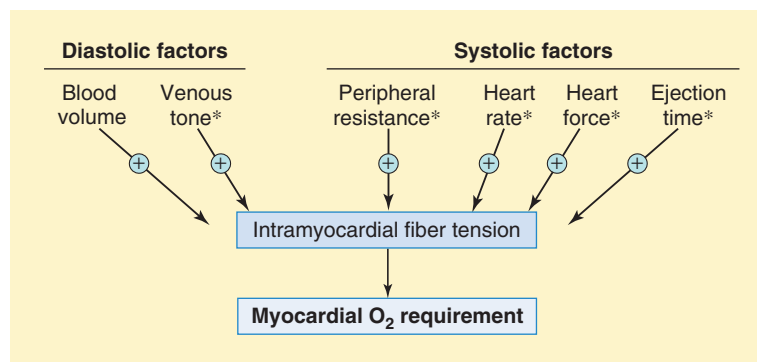 Diastolic factors
Systolic factors
Blood volume
Venous tone*
Peripheral resistance*
Heart rate*
Heart force*
Ejection time*
+
+
+
+
+
+
Intramyocardial fiber tension
Myocardial O₂ requirement